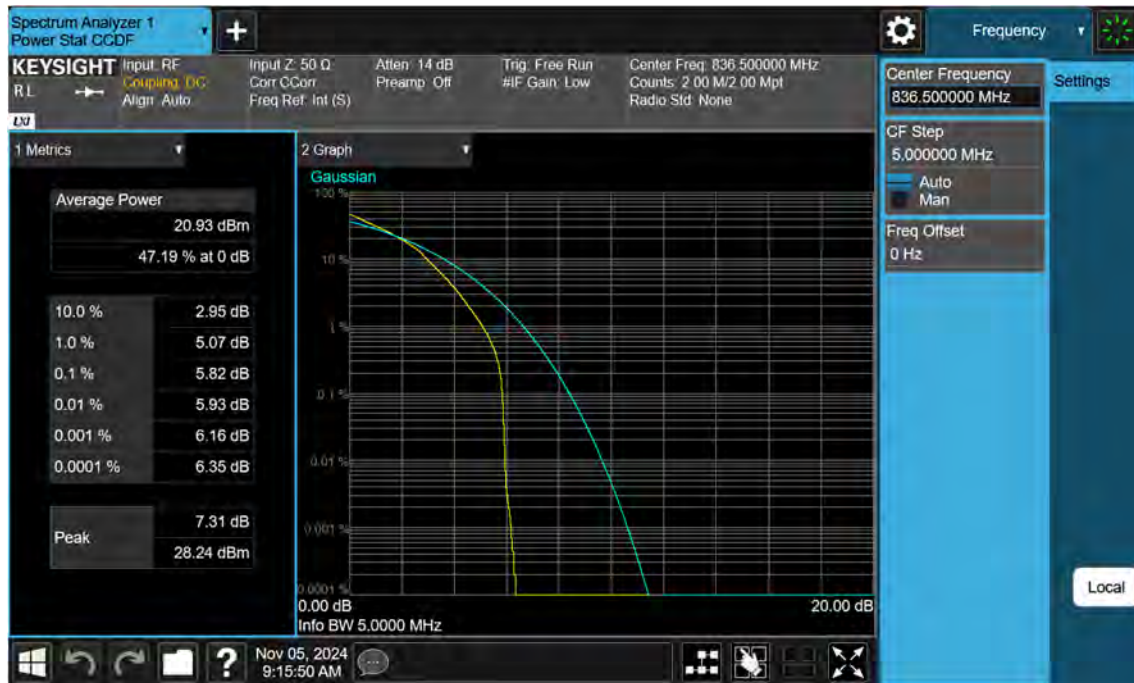 Spectrum Analyzer 1
Power Stat CCDF
Frequency
KEYSIGHT
Input: RF
Coupling: DC
Align: Auto
Input Z: 50 Ω
Corr CCorr
Freq Ref: Int (S)
Atten: 14 dB
Preamp: Off
Trig: Free Run
#IF Gain: Low
Center Freq: 836.500000 MHz
Counts: 2.00 M/2.00 Mpt
Radio Std: None
R L
LXI
Center Frequency
836.500000 MHz
Settings
CF Step
5.000000 MHz
Auto
Man
Freq Offset
0 Hz
1 Metrics
Average Power
20.93 dBm
47.19 % at 0 dB
10.0 % 2.95 dB
1.0 % 5.07 dB
0.1 % 5.82 dB
0.01 % 5.93 dB
0.001 % 6.16 dB
0.0001 % 6.35 dB
Peak
7.31 dB
28.24 dBm
2 Graph
Gaussian
100 %
10 %
1 %
0.1 %
0.01 %
0.001 %
0.0001 %
0.00 dB 20.00 dB
Info BW 5.0000 MHz
Local
Nov 05, 2024
9:15:50 AM